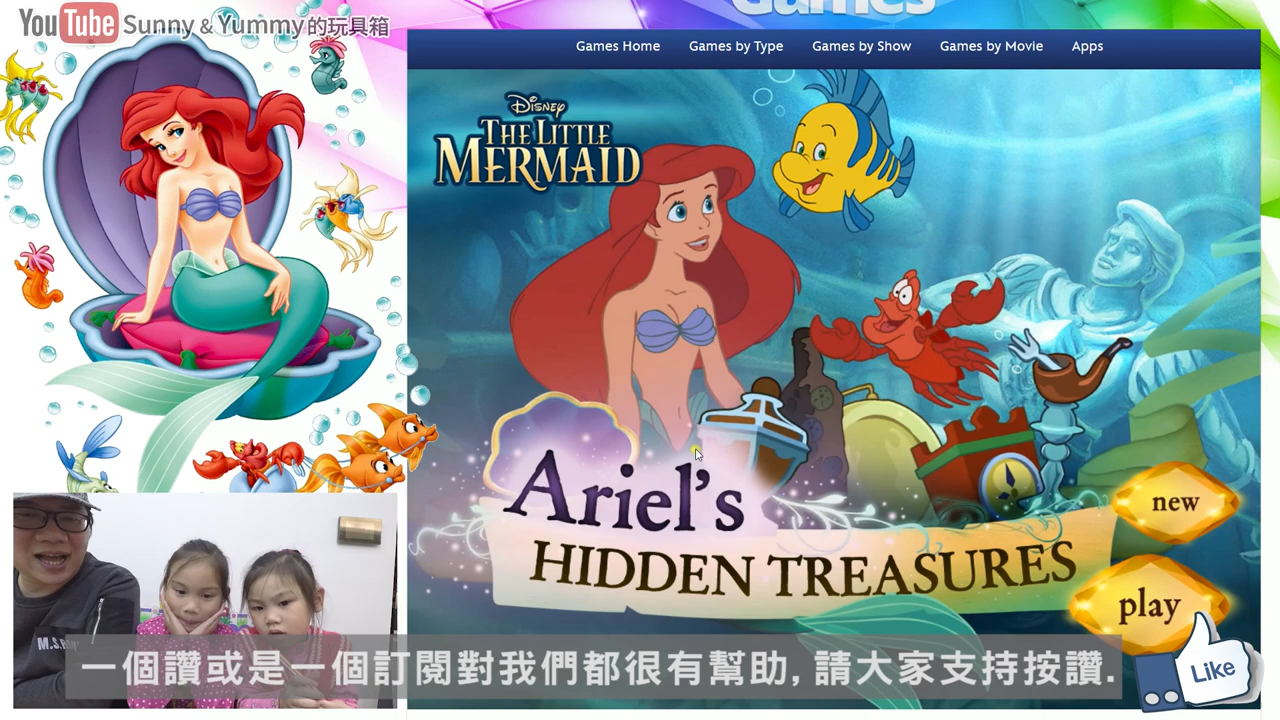 YouTube Sunny & Yummy的玩具箱
Games
Games Home Games by Type Games by Show Games by Movie Apps
Disney
THE LITTLE
MERMAID
Ariel's
HIDDEN TREASURES
new
play
一個讚或是一個訂閱對我們都很有幫助, 請大家支持按讚.
Like